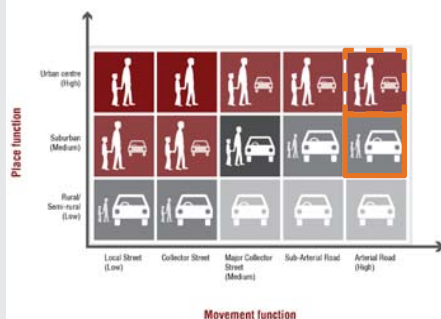 Place function
Urban centre
(High)
Suburban
(Medium)
Rural/
Semi-rural
(Low)
Local Street
(Low)
Collector Street
Major Collector
Street
(Medium)
Sub-Arterial Road
Arterial Road
(High)
Movement function